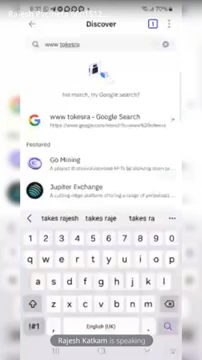 Discover
1
www tokesra
No match, try Google search?
www tokesra - Google Search
Featured
Go Mining
Jupiter Exchange
takes rajesh takes raje takes ra
1 2 3 4 5 6 7 8 9 0
q w e r t y u i o p
a s d f g h j k l
z x c v b n m
!#1 , English (UK) .
Rajesh Katkam is speaking